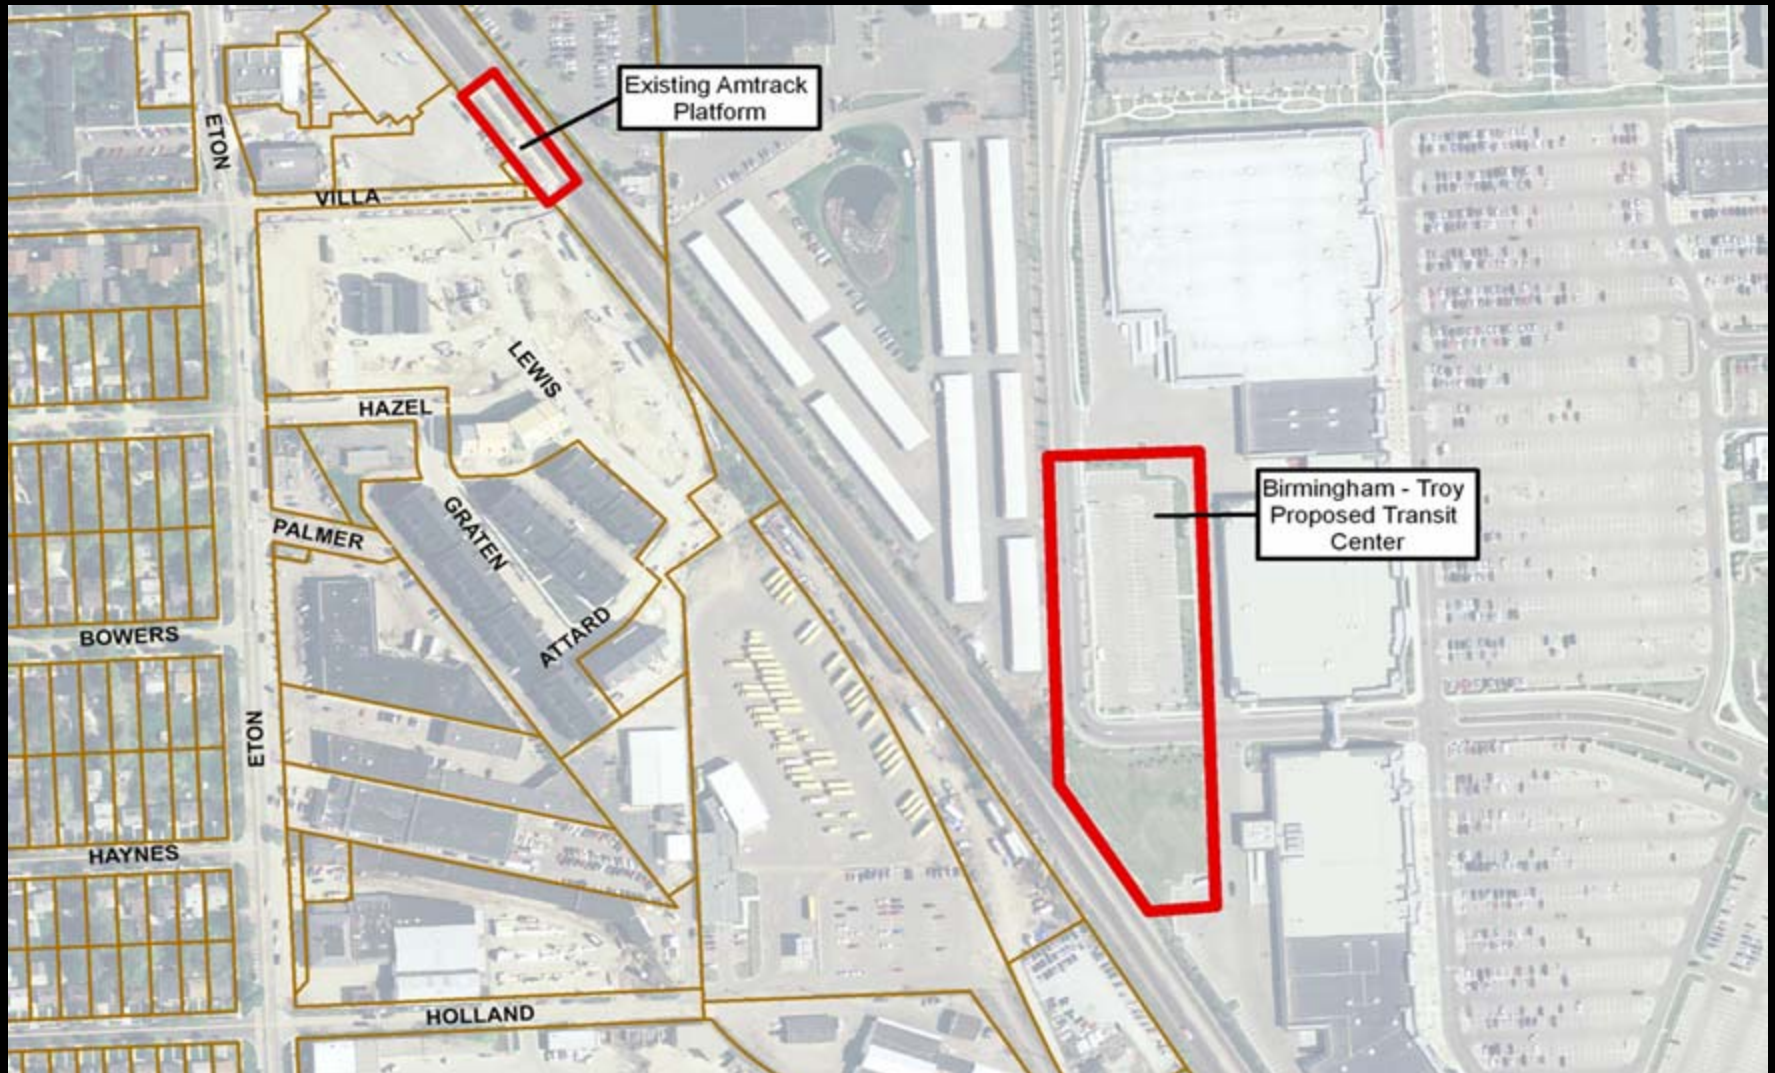 Existing Amtrack
Platform
ETON
VILLA
LEWIS
HAZEL
GRATEN
PALMER
Birmingham - Troy
Proposed Transit
Center
ATTARD
BOWERS
ETON
HAYNES
HOLLAND